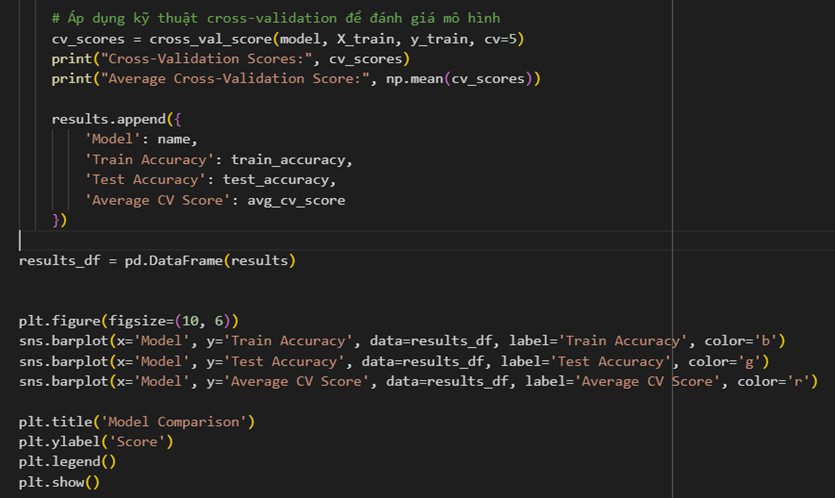 # Áp dụng kỹ thuật cross-validation để đánh giá mô hình
cv_scores = cross_val_score(model, X_train, y_train, cv=5)
print("Cross-Validation Scores:", cv_scores)
print("Average Cross-Validation Score:", np.mean(cv_scores))
results.append({
'Model': name,
'Train Accuracy': train_accuracy,
'Test Accuracy': test_accuracy,
'Average CV Score': avg_cv_score
})
results_df = pd.DataFrame(results)
plt.figure(figsize=(10, 6))
sns.barplot(x='Model', y='Train Accuracy', data=results_df, label='Train Accuracy', color='b')
sns.barplot(x='Model', y='Test Accuracy', data=results_df, label='Test Accuracy', color='g')
sns.barplot(x='Model', y='Average CV Score', data=results_df, label='Average CV Score', color='r')
plt.title('Model Comparison')
plt.ylabel('Score')
plt.legend()
plt.show()